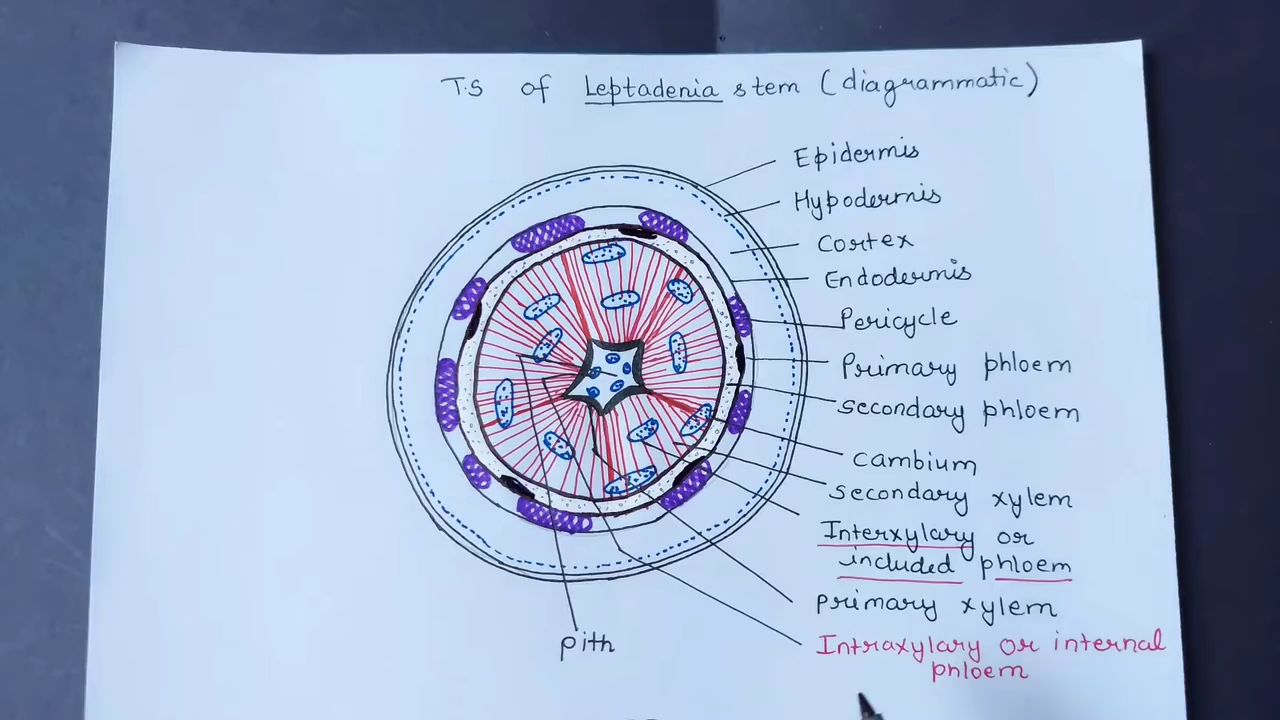 T.S of Leptadenia stem (diagrammatic)
Epidermis
Hypodermis
Cortex
Endodermis
Pericycle
Primary phloem
secondary phloem
cambium
secondary xylem
Interxylary or
included phloem
primary xylem
Intraxylary or internal
phloem
pith